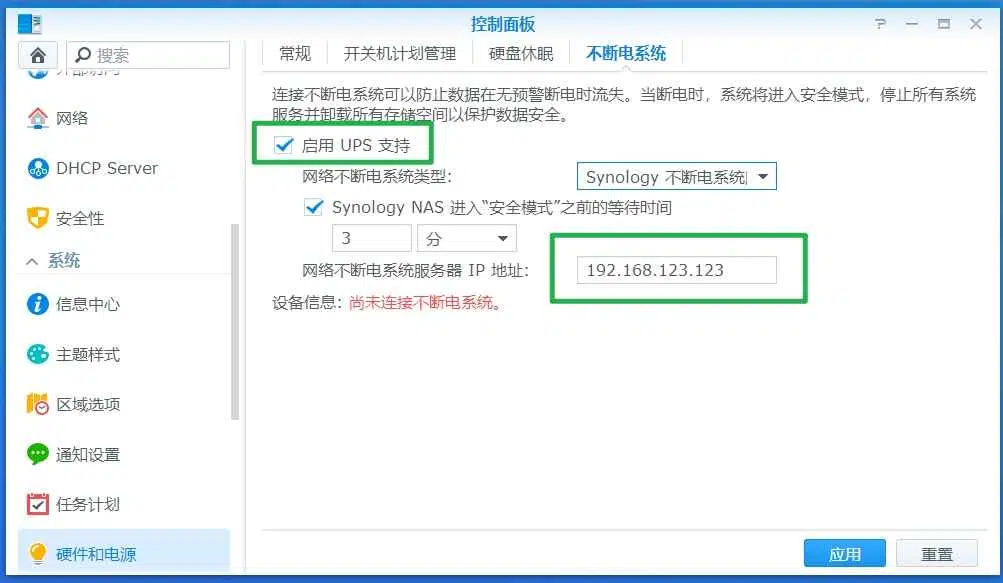 控制面板
搜索
常规
开关机计划管理
硬盘休眠
不断电系统
网络
DHCP Server
安全性
系统
信息中心
主题样式
区域选项
通知设置
任务计划
硬件和电源
连接不断电系统可以防止数据在无预警断电时流失。当断电时，系统将进入安全模式，停止所有系统
服务并卸载所有存储空间以保护数据安全。
启用 UPS 支持
网络不断电系统类型:
Synology 不断电系统
Synology NAS 进入“安全模式”之前的等待时间
3
分
网络不断电系统服务器 IP 地址:
192.168.123.123
设备信息: 尚未连接不断电系统。
应用
重置